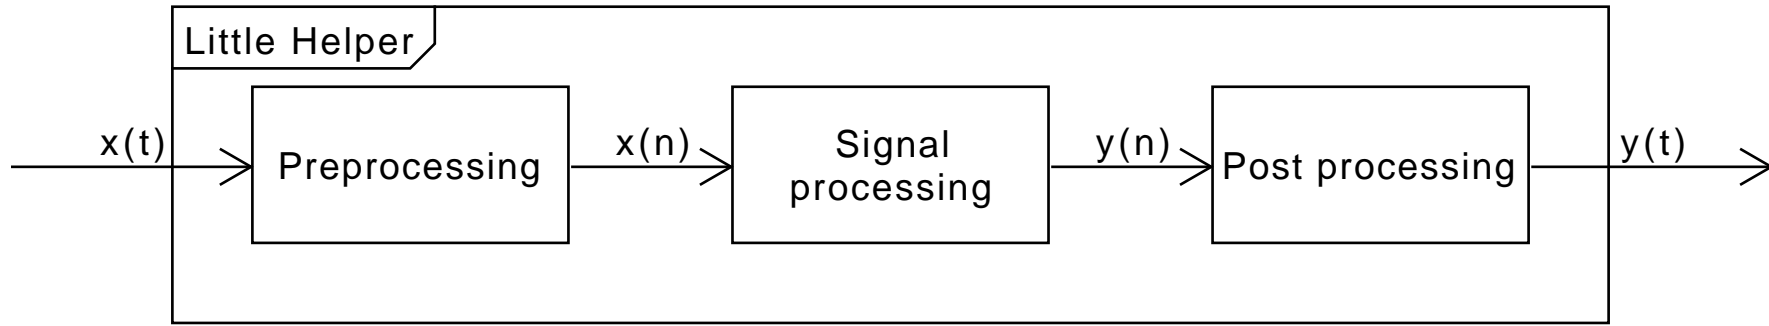 Little Helper
x(t)
Preprocessing
x(n)
Signal
processing
y(n)
Post processing
y(t)